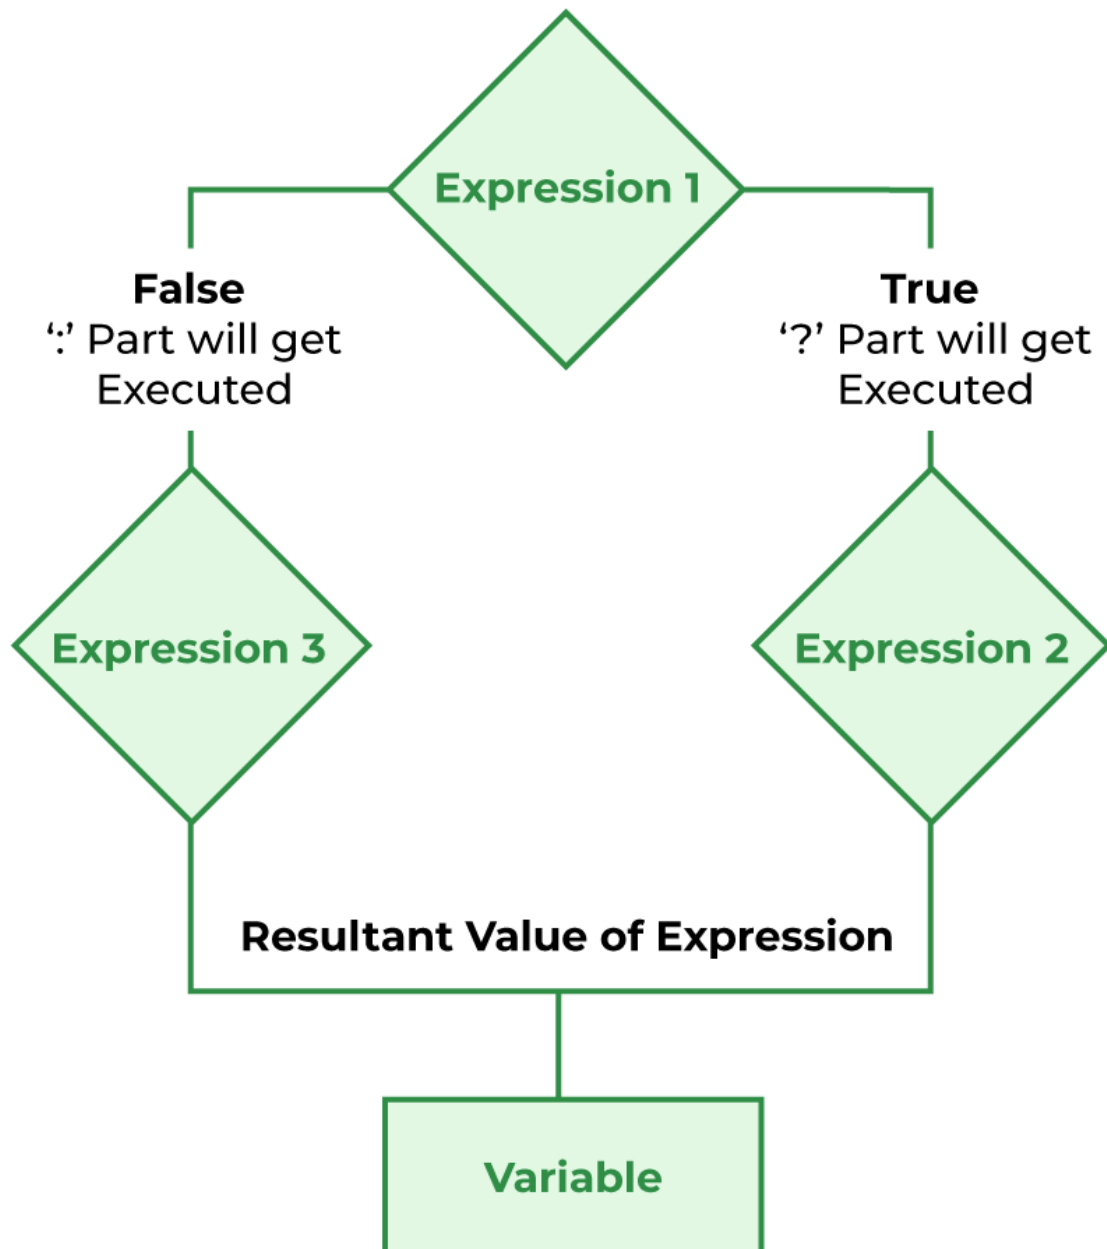 Expression 1
False
‘:’ Part will get
Executed
True
‘?’ Part will get
Executed
Expression 3
Expression 2
Resultant Value of Expression
Variable